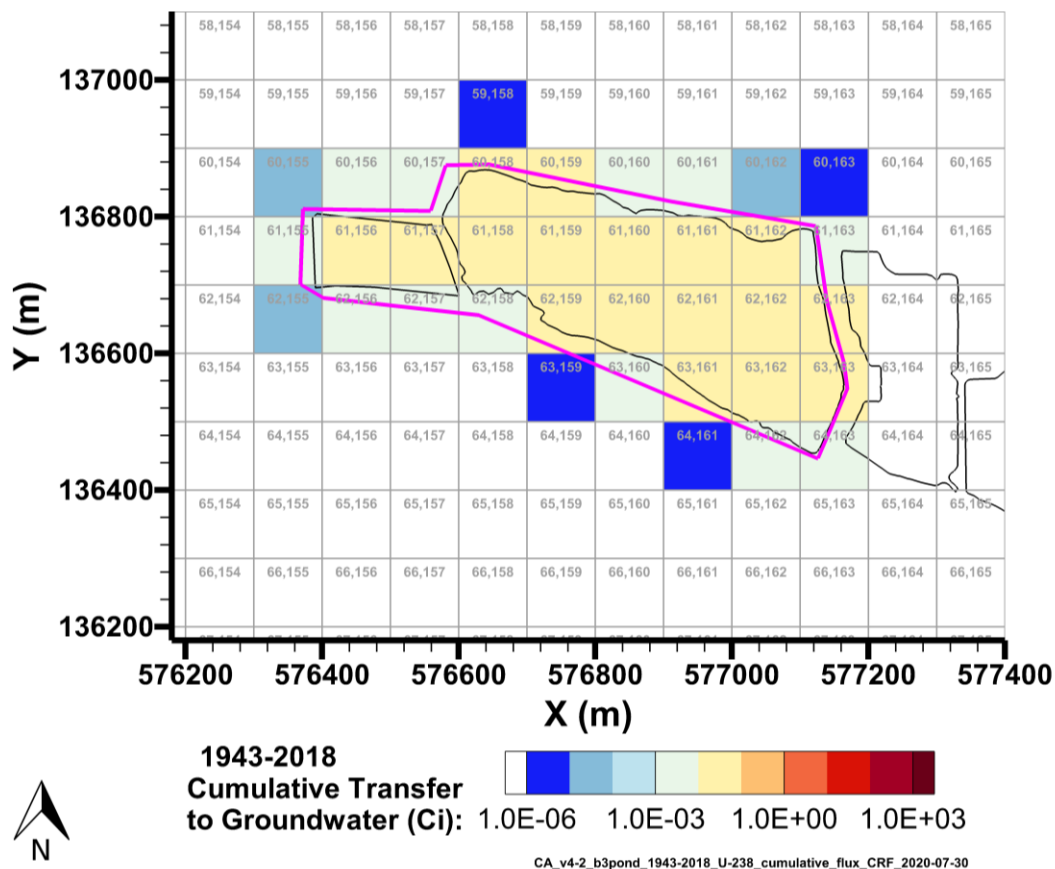 58,154 58,155 58,156 58,157 58,158 58,159 58,160 58,161 58,162 58,163 58,164 58,165
137000
59,154 59,155 59,156 59,157 59,158 59,159 59,160 59,161 59,162 59,163 59,164 59,165
60,154 60,155 60,156 60,157 60,158 60,159 60,160 60,161 60,162 60,163 60,164 60,165
136800
61,154 61,155 61,156 61,157 61,158 61,159 61,160 61,161 61,162 61,163 61,164 61,165
62,154 62,155 62,156 62,157 62,158 62,159 62,160 62,161 62,162 62,163 62,164 62,165
Y (m)
136600
63,154 63,155 63,156 63,157 63,158 63,159 63,160 63,161 63,162 63,163 63,164 63,165
64,154 64,155 64,156 64,157 64,158 64,159 64,160 64,161 64,162 64,163 64,164 64,165
136400
65,154 65,155 65,156 65,157 65,158 65,159 65,160 65,161 65,162 65,163 65,164 65,165
66,154 66,155 66,156 66,157 66,158 66,159 66,160 66,161 66,162 66,163 66,164 66,165
136200
576200 576400 576600 576800 577000 577200 577400
X (m)
1943-2018
Cumulative Transfer
to Groundwater (Ci): 1.0E-06 1.0E-03 1.0E+00 1.0E+03
N
CA_v4-2_b3pond_1943-2018_U-238_cumulative_flux_CRF_2020-07-30